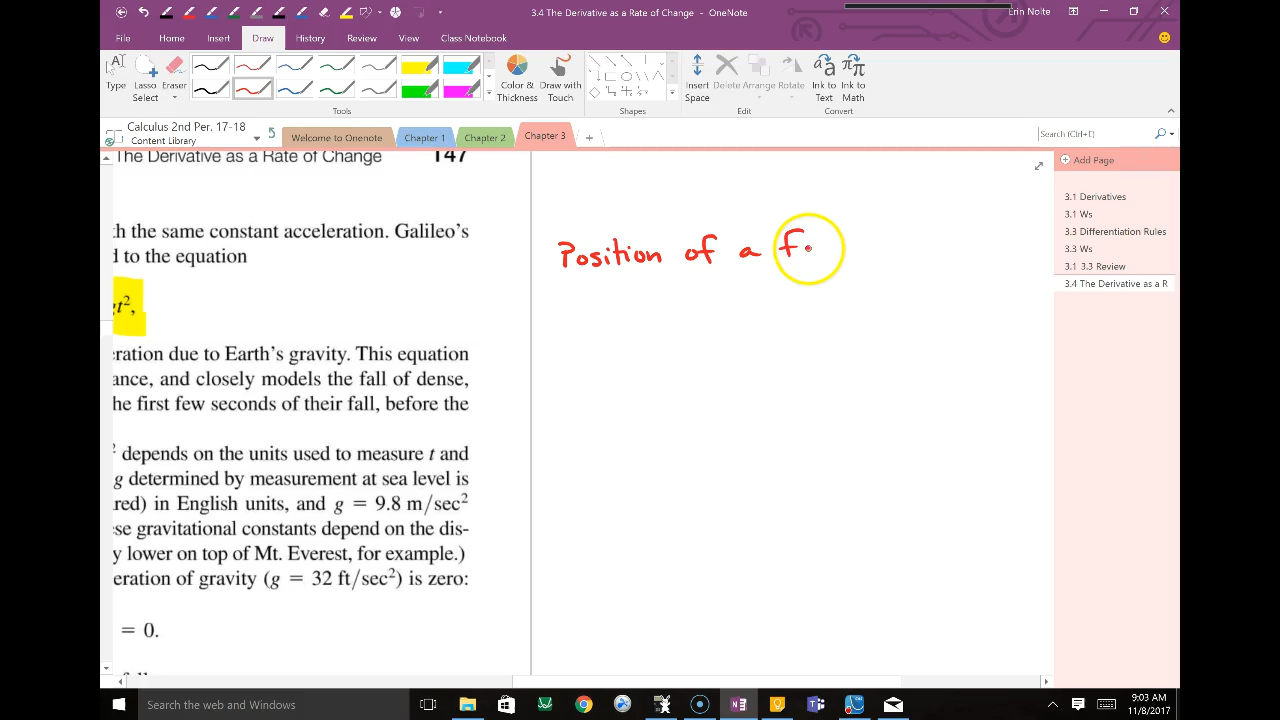 3.4 The Derivative as a Rate of Change - OneNote
Erin Nolte
File Home Insert Draw History Review View Class Notebook
Type
Lasso Select
Eraser
Color & Thickness
Draw with Touch
Insert Space
Delete
Arrange
Rotate
Ink to Text
Ink to Math
Tools
Shapes
Edit
Convert
Calculus 2nd Per. 17-18
Content Library
Welcome to Onenote Chapter 1 Chapter 2 Chapter 3
Search (Ctrl+E)
Add Page
3.1 Derivatives
3.1 Ws
3.3 Differentiation Rules
3.3 Ws
3.1 3.3 Review
3.4 The Derivative as a R
The Derivative as a Rate of Change 147
th the same constant acceleration. Galileo's
d to the equation
gt²,
eration due to Earth's gravity. This equation
ance, and closely models the fall of dense,
he first few seconds of their fall, before the
² depends on the units used to measure t and
g determined by measurement at sea level is
red) in English units, and g = 9.8 m/sec²
se gravitational constants depend on the dis-
y lower on top of Mt. Everest, for example.)
eration of gravity (g = 32 ft/sec²) is zero:
= 0.
Position of a f
Search the web and Windows
9:03 AM
11/8/2017